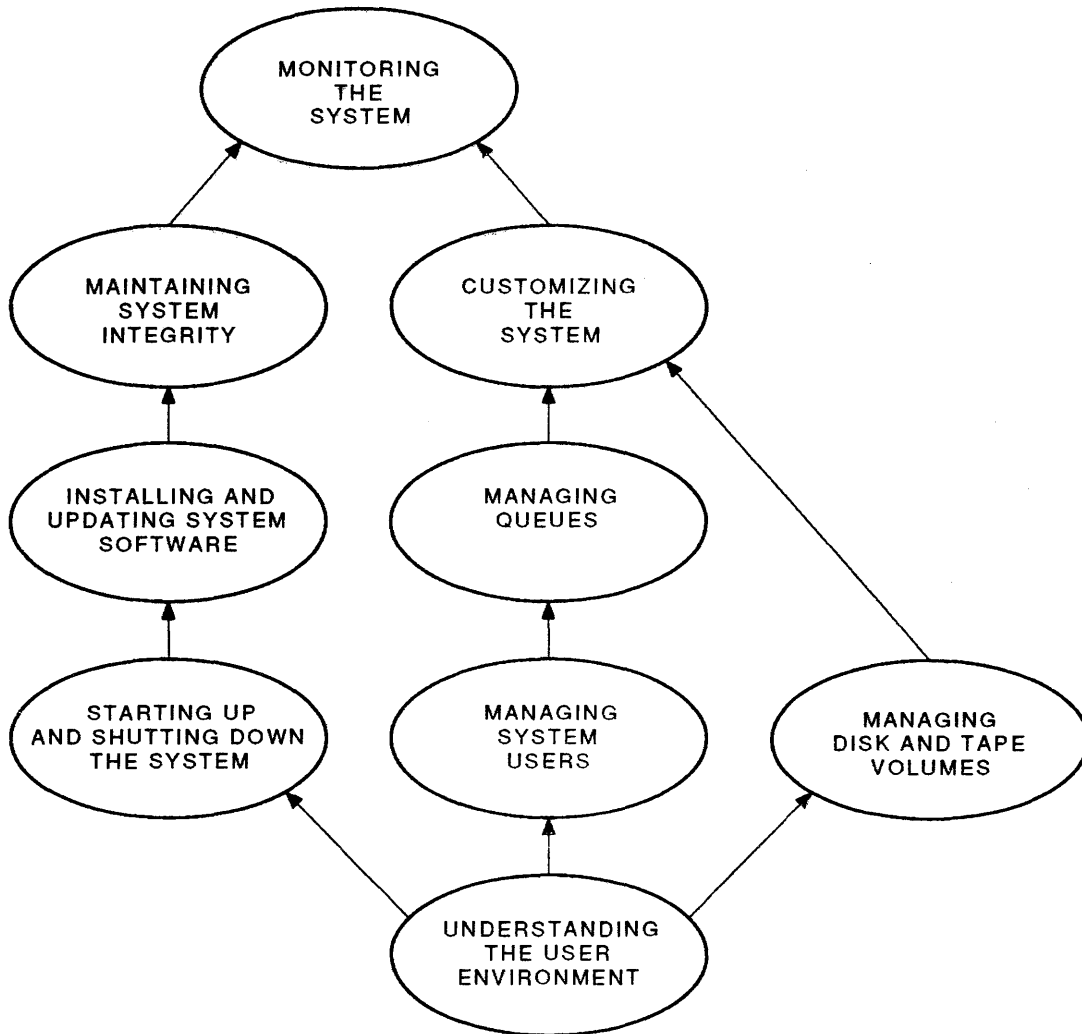 MONITORING
THE
SYSTEM
MAINTAINING
SYSTEM
INTEGRITY
CUSTOMIZING
THE
SYSTEM
INSTALLING AND
UPDATING SYSTEM
SOFTWARE
MANAGING
QUEUES
STARTING UP
AND SHUTTING DOWN
THE SYSTEM
MANAGING
SYSTEM
USERS
MANAGING
DISK AND TAPE
VOLUMES
UNDERSTANDING
THE USER
ENVIRONMENT